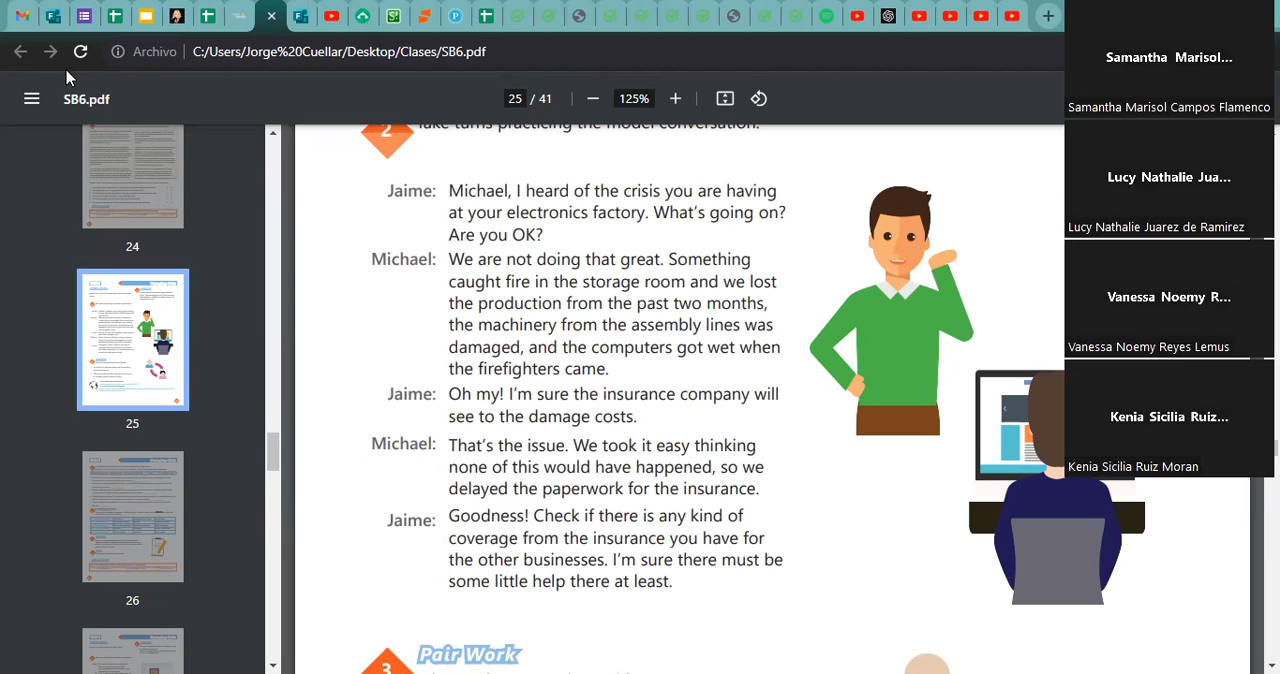 Archivo
C:/Users/Jorge%20Cuellar/Desktop/Clases/SB6.pdf
SB6.pdf
25 / 41
125%
24
25
26
2
Take turns practicing the model conversation.
Jaime: Michael, I heard of the crisis you are having
at your electronics factory. What's going on?
Are you OK?
Michael: We are not doing that great. Something
caught fire in the storage room and we lost
the production from the past two months,
the machinery from the assembly lines was
damaged, and the computers got wet when
the firefighters came.
Jaime: Oh my! I'm sure the insurance company will
see to the damage costs.
Michael: That's the issue. We took it easy thinking
none of this would have happened, so we
delayed the paperwork for the insurance.
Jaime: Goodness! Check if there is any kind of
coverage from the insurance you have for
the other businesses. I'm sure there must be
some little help there at least.
3
Pair Work
Samantha Marisol...
Samantha Marisol Campos Flamenco
Lucy Nathalie Jua...
Lucy Nathalie Juarez de Ramirez
Vanessa Noemy R...
Vanessa Noemy Reyes Lemus
Kenia Sicilia Ruiz...
Kenia Sicilia Ruiz Moran